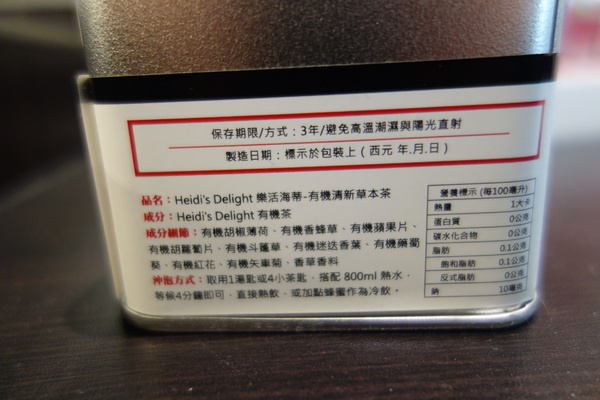 保存期限/方式：3年/避免高溫潮濕與陽光直射
製造日期：標示於包裝上（西元 年.月.日）
品名：Heidi's Delight 樂活海蒂-有機清新草本茶
成分：Heidi's Delight 有機茶
成分細節：有機胡椒薄荷、有機香蜂草、有機蘋果片、
有機胡蘿蔔片、有機斗蓬草、有機迷迭香葉、有機藥蜀
葵、有機紅花、有機矢車菊、香草香料
沖泡方式：取用1湯匙或4小茶匙，搭配 800ml 熱水，
等候4分鐘即可，直接熱飲，或加點蜂蜜作為冷飲。
營養標示 (每100毫升)
熱量 1大卡
蛋白質 0公克
碳水化合物 0公克
脂肪 0.1公克
飽和脂肪 0.1公克
反式脂肪 0公克
鈉 10毫克